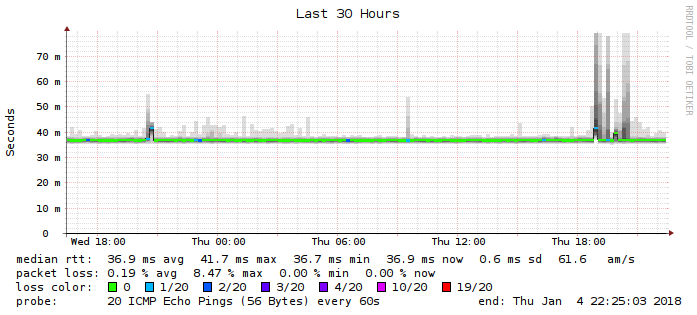 Last 30 Hours
RRDTOOL / TOBI OETIKER
Seconds
70 m
60 m
50 m
40 m
30 m
20 m
10 m
0
Wed 18:00 Thu 00:00 Thu 06:00 Thu 12:00 Thu 18:00
median rtt: 36.9 ms avg 41.7 ms max 36.7 ms min 36.9 ms now 0.6 ms sd 61.6 am/s
packet loss: 0.19 % avg 8.47 % max 0.00 % min 0.00 % now
loss color: 0 1/20 2/20 3/20 4/20 10/20 19/20
probe: 20 ICMP Echo Pings (56 Bytes) every 60s end: Thu Jan 4 22:25:03 2018